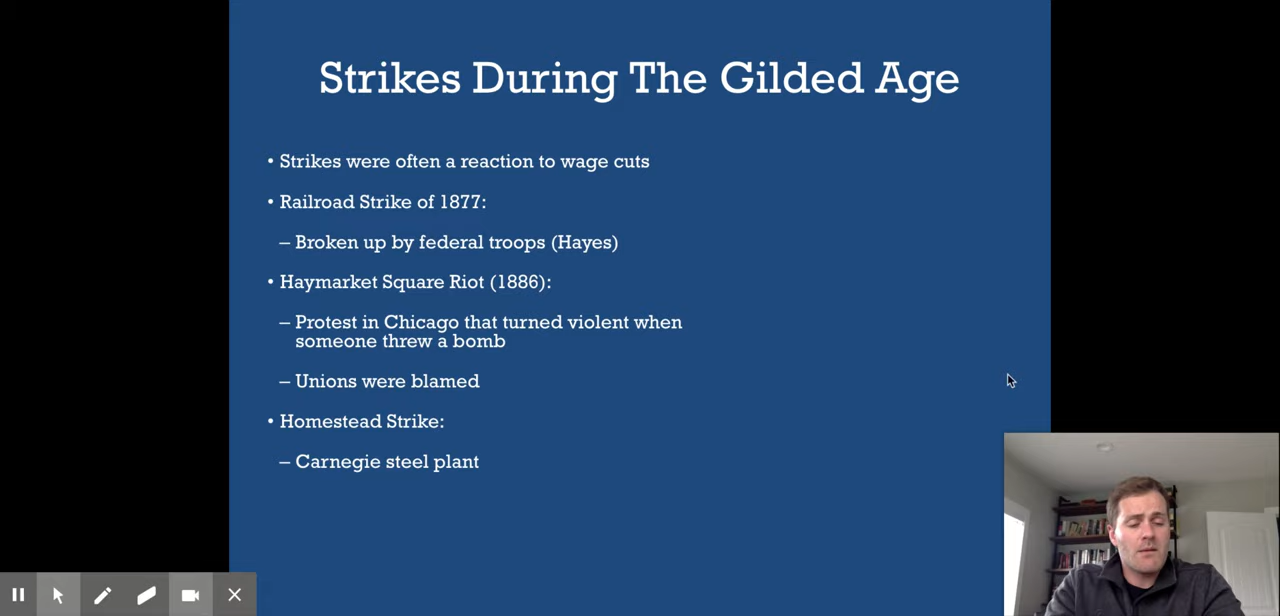 Strikes During The Gilded Age
• Strikes were often a reaction to wage cuts
• Railroad Strike of 1877:
– Broken up by federal troops (Hayes)
• Haymarket Square Riot (1886):
– Protest in Chicago that turned violent when
someone threw a bomb
– Unions were blamed
• Homestead Strike:
– Carnegie steel plant